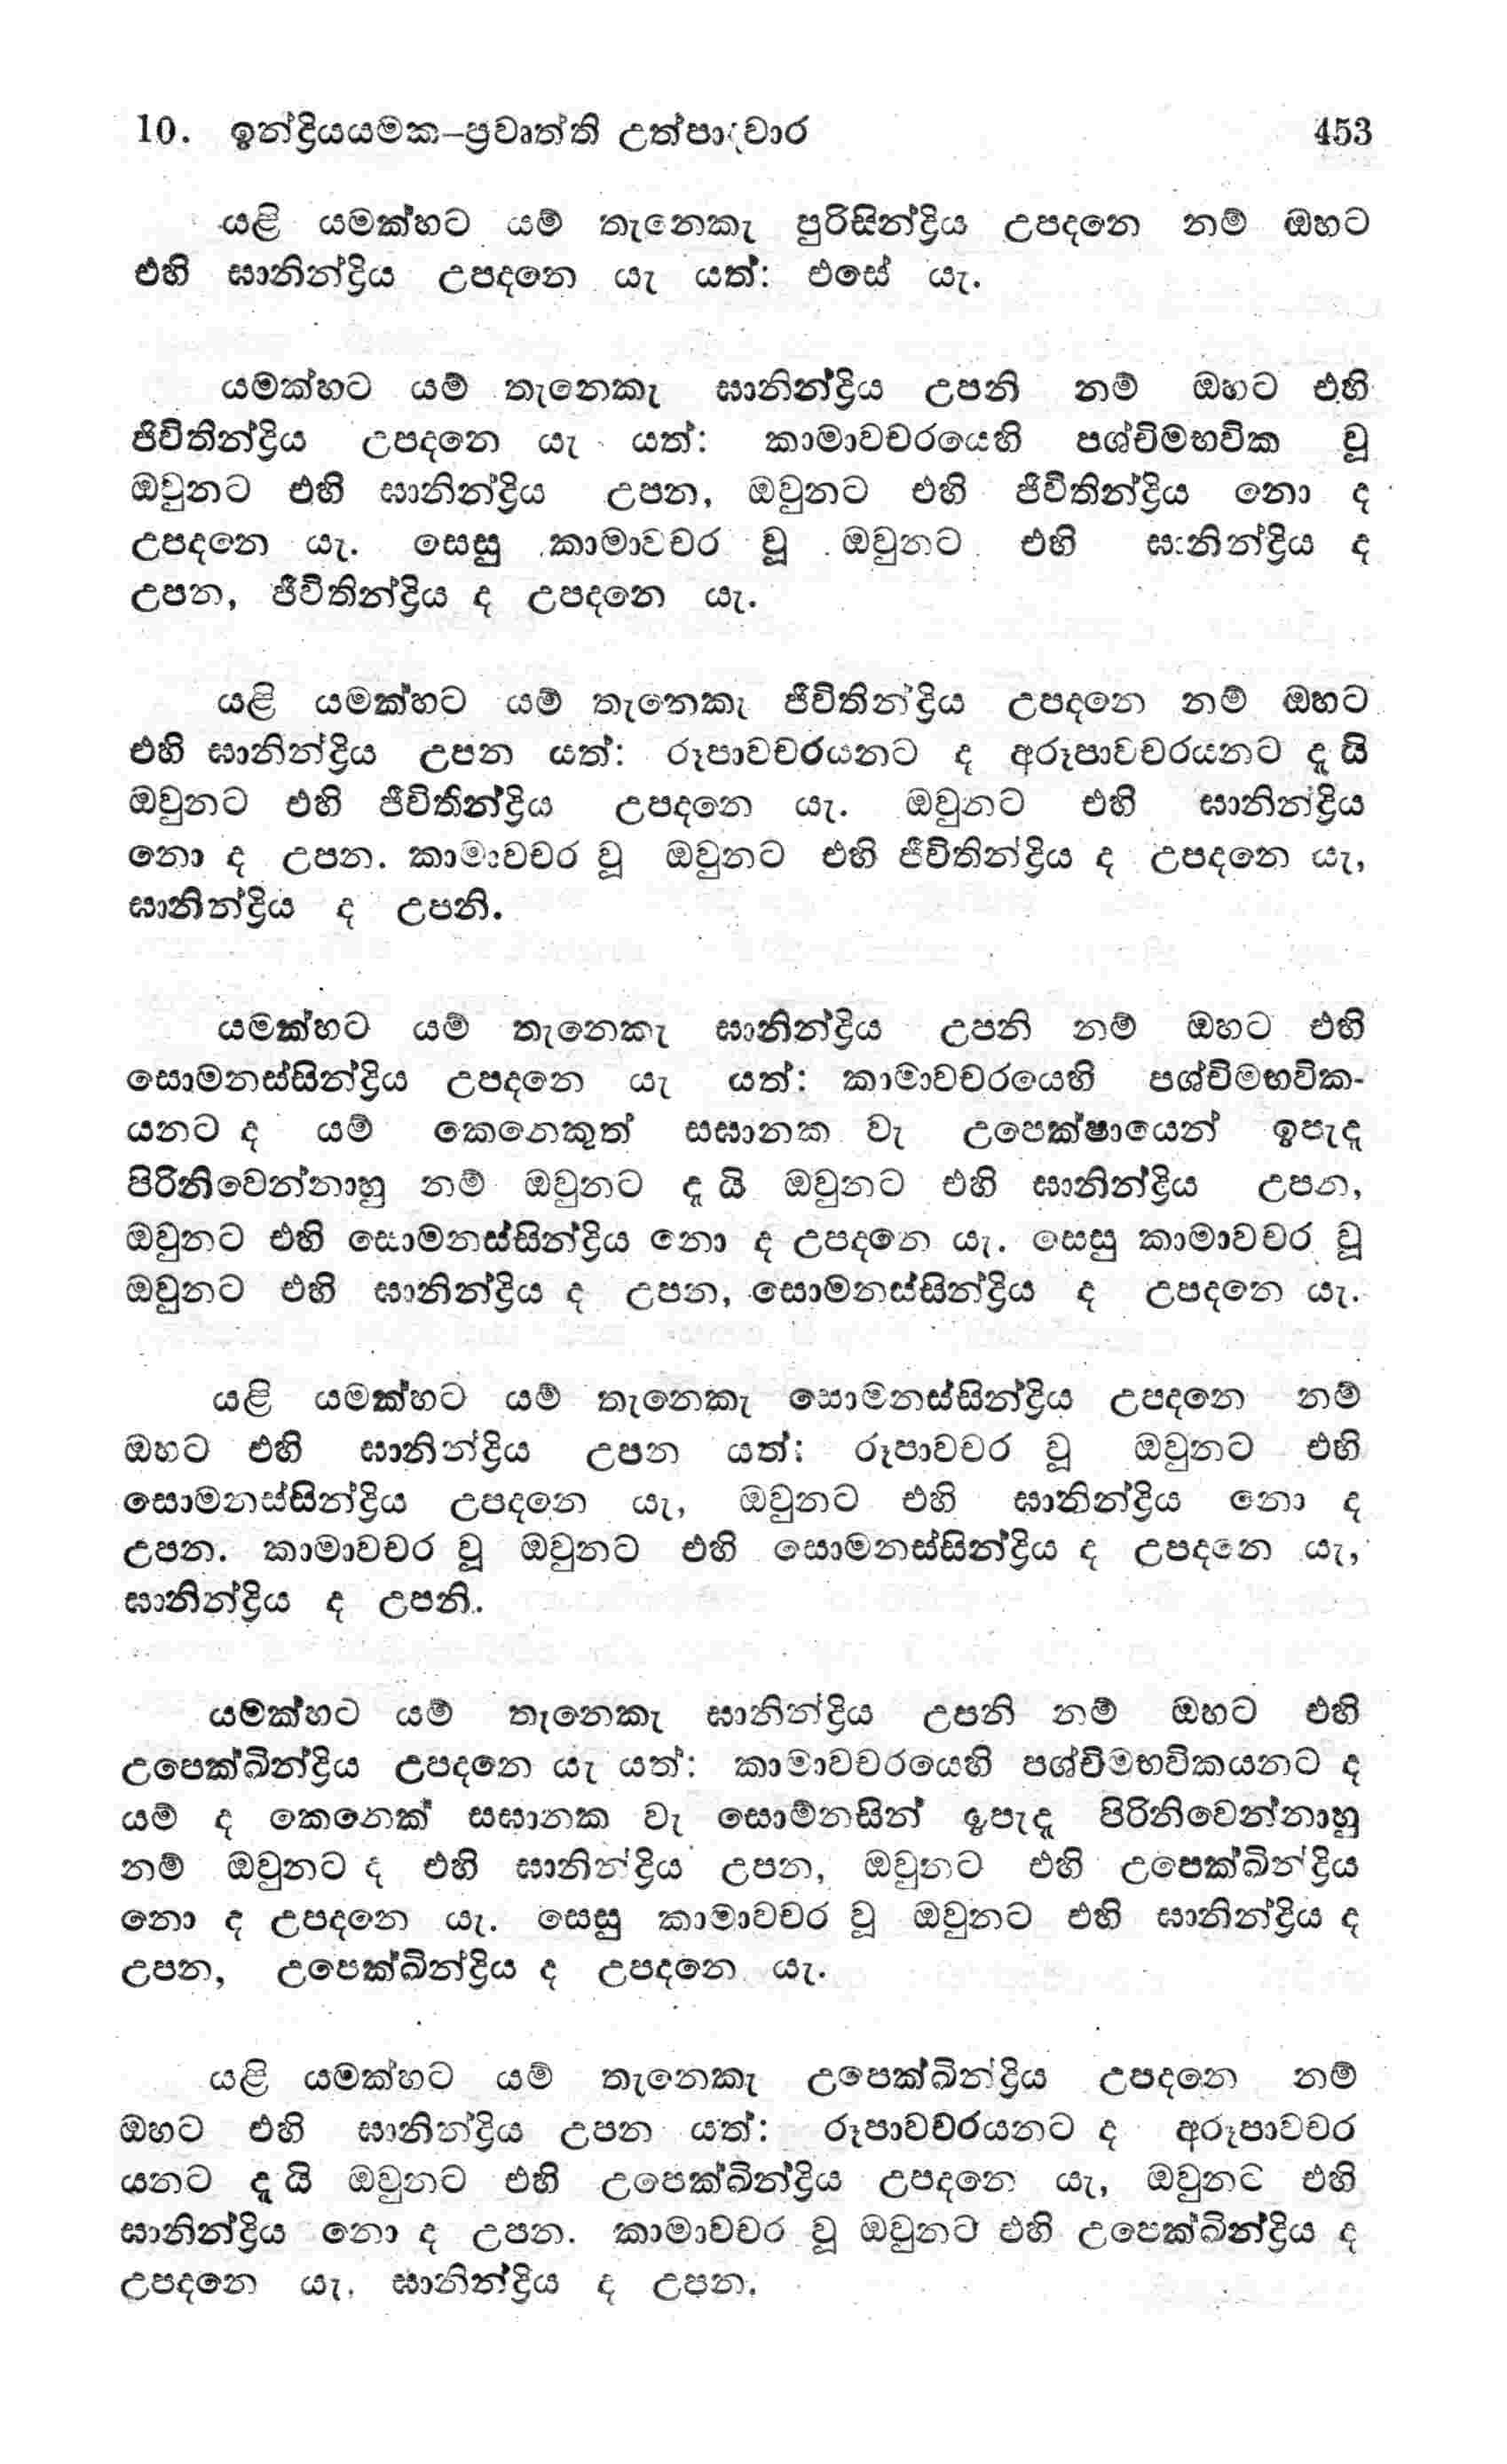 10. ඉන්ද්‍රියයමක–ප්‍රවෘත්ති උත්පාදවාර 453
යළි යමක්හට යම් තැනෙකැ පුරිසින්ද්‍රිය උපදනෙ නම් ඔහට
එහි ඝානින්ද්‍රිය උපදනෙ යැ යත්: එසේ යැ.
යමක්හට යම් තැනෙකැ ඝානින්ද්‍රිය උපනි නම් ඔහට එහි
ජිවිතින්ද්‍රිය උපදනෙ යැ යත්: කාමාවචරයෙහි පශ්චිමභවික වූ
ඔවුනට එහි ඝානින්ද්‍රිය උපන, ඔවුනට එහි ජිවිතින්ද්‍රිය නො ද
උපදනෙ යැ. සෙසු කාමාවචර වූ ඔවුනට එහි ඝානින්ද්‍රිය ද
උපන, ජීවිතින්ද්‍රිය ද උපදනෙ යැ.
යළි යමක්හට යම් තැනෙකැ ජීවිතින්ද්‍රිය උපදනෙ නම් ඔහට
එහි ඝානින්ද්‍රිය උපන යත්: රූපාවචරයනට ද අරූපාවචරයනට දැ යි
ඔවුනට එහි ජීවිතින්ද්‍රිය උපදනෙ යැ. ඔවුනට එහි ඝානින්ද්‍රිය
නො ද උපන. කාමාවචර වූ ඔවුනට එහි ජීවිතින්ද්‍රිය ද උපදනෙ යැ,
ඝානින්ද්‍රිය ද උපනි.
යමක්හට යම් තැනෙකැ ඝානින්ද්‍රිය උපනි නම් ඔහට එහි
සොමනස්සින්ද්‍රිය උපදනෙ යැ යත්: කාමාවචරයෙහි පශ්චිමභවික-
යනට ද යම් කෙනෙකුත් සඝානක වැ උපෙක්ෂායෙන් ඉපැදැ
පිරිනිවෙන්නාහු නම් ඔවුනට දැ යි ඔවුනට එහි ඝානින්ද්‍රිය උපන,
ඔවුනට එහි සොමනස්සින්ද්‍රිය නො ද උපදනෙ යැ. සෙසු කාමාවචර වූ
ඔවුනට එහි ඝානින්ද්‍රිය ද උපන, සොමනස්සින්ද්‍රිය ද උපදනෙ යැ.
යළි යමක්හට යම් තැනෙකැ සොමනස්සින්ද්‍රිය උපදනෙ නම්
ඔහට එහි ඝානින්ද්‍රිය උපන යත්: රූපාවචර වූ ඔවුනට එහි
සොමනස්සින්ද්‍රිය උපදනෙ යැ, ඔවුනට එහි ඝානින්ද්‍රිය නො ද
උපන. කාමාවචර වූ ඔවුනට එහි සොමනස්සින්ද්‍රිය ද උපදනෙ යැ,
ඝානින්ද්‍රිය ද උපනි.
යමක්හට යම් තැනෙකැ ඝානින්ද්‍රිය උපනි නම් ඔහට එහි
උපෙක්ඛින්ද්‍රිය උපදනෙ යැ යත්: කාමාවචරයෙහි පශ්චිමභවිකයනට ද
යම් ද කෙනෙක් සඝානක වැ සොම්නසින් ඉපැදැ පිරිනිවෙන්නාහු
නම් ඔවුනට ද එහි ඝානින්ද්‍රිය උපන, ඔවුනට එහි උපෙක්ඛින්ද්‍රිය
නො ද උපදනෙ යැ. සෙසු කාමාවචර වූ ඔවුනට එහි ඝානින්ද්‍රිය ද
උපන, උපෙක්ඛින්ද්‍රිය ද උපදනෙ යැ.
යළි යමක්හට යම් තැනෙකැ උපෙක්ඛින්ද්‍රිය උපදනෙ නම්
ඔහට එහි ඝානින්ද්‍රිය උපන යත්: රූපාවචරයනට ද අරූපාවචර
යනට දැ යි ඔවුනට එහි උපෙක්ඛින්ද්‍රිය උපදනෙ යැ, ඔවුනට එහි
ඝානින්ද්‍රිය නො ද උපන. කාමාවචර වූ ඔවුනට එහි උපෙක්ඛින්ද්‍රිය ද
උපදනෙ යැ, ඝානින්ද්‍රිය ද උපන.